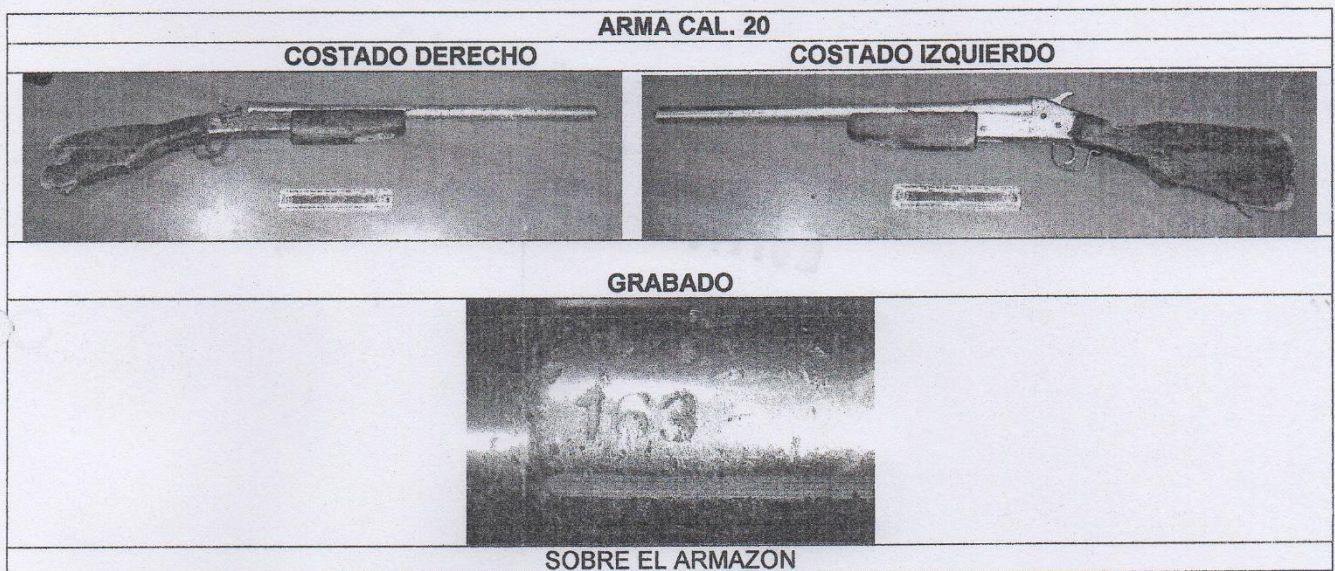 ARMA CAL. 20
COSTADO DERECHO
COSTADO IZQUIERDO
GRABADO
163
SOBRE EL ARMAZON